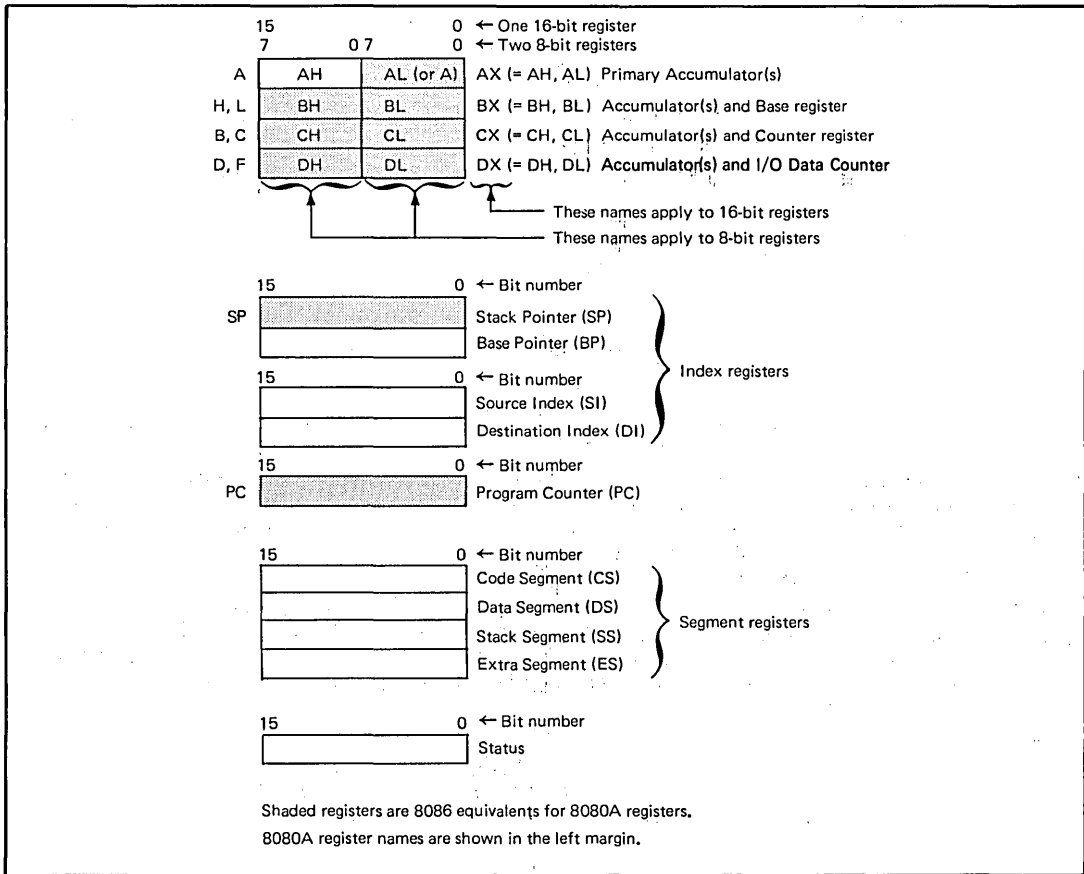 15 0 ← One 16-bit register
7 0 7 0 ← Two 8-bit registers
A AH AL (or A) AX (= AH, AL) Primary Accumulator(s)
H, L BH BL BX (= BH, BL) Accumulator(s) and Base register
B, C CH CL CX (= CH, CL) Accumulator(s) and Counter register
D, F DH DL DX (= DH, DL) Accumulator(s) and I/O Data Counter
These names apply to 16-bit registers
These names apply to 8-bit registers
15 0 ← Bit number
SP Stack Pointer (SP)
Base Pointer (BP)
Index registers
15 0 ← Bit number
Source Index (SI)
Destination Index (DI)
15 0 ← Bit number
PC Program Counter (PC)
15 0 ← Bit number
Code Segment (CS)
Data Segment (DS)
Segment registers
Stack Segment (SS)
Extra Segment (ES)
15 0 ← Bit number
Status
Shaded registers are 8086 equivalents for 8080A registers.
8080A register names are shown in the left margin.